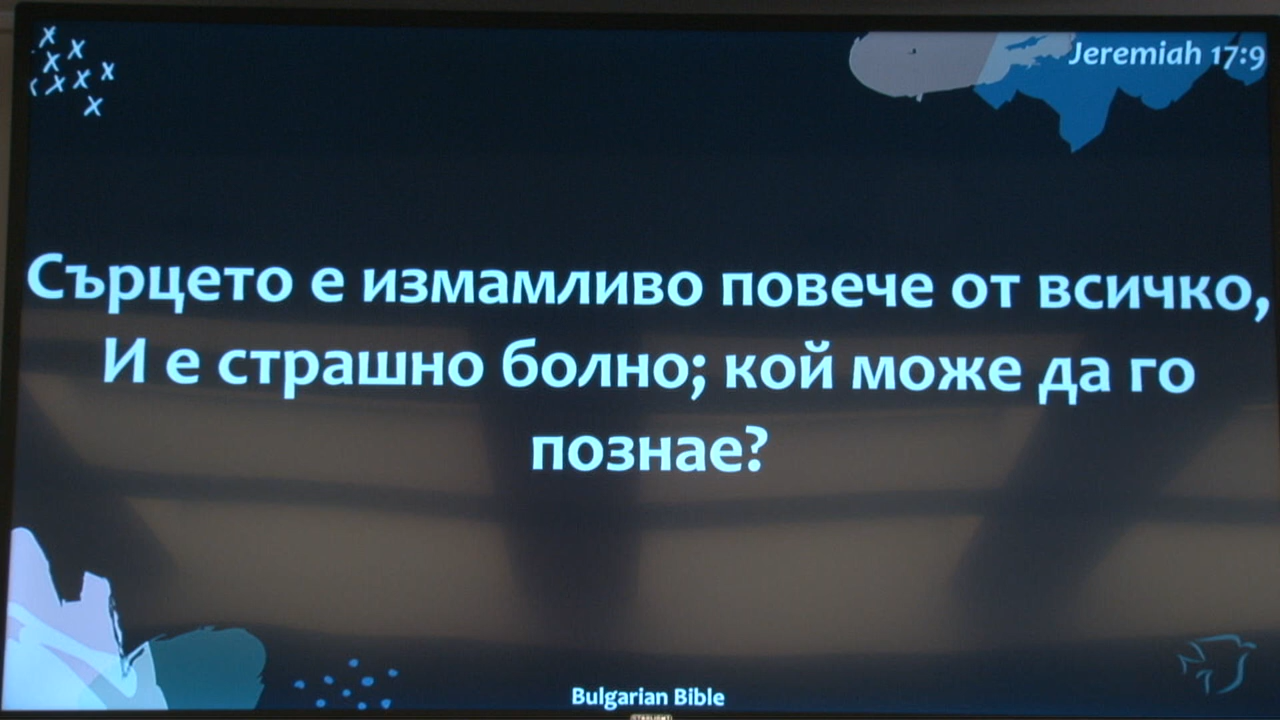 Jeremiah 17:9
Сърцето е измамливо повече от всичко,
И е страшно болно; кой може да го
познае?
Bulgarian Bible